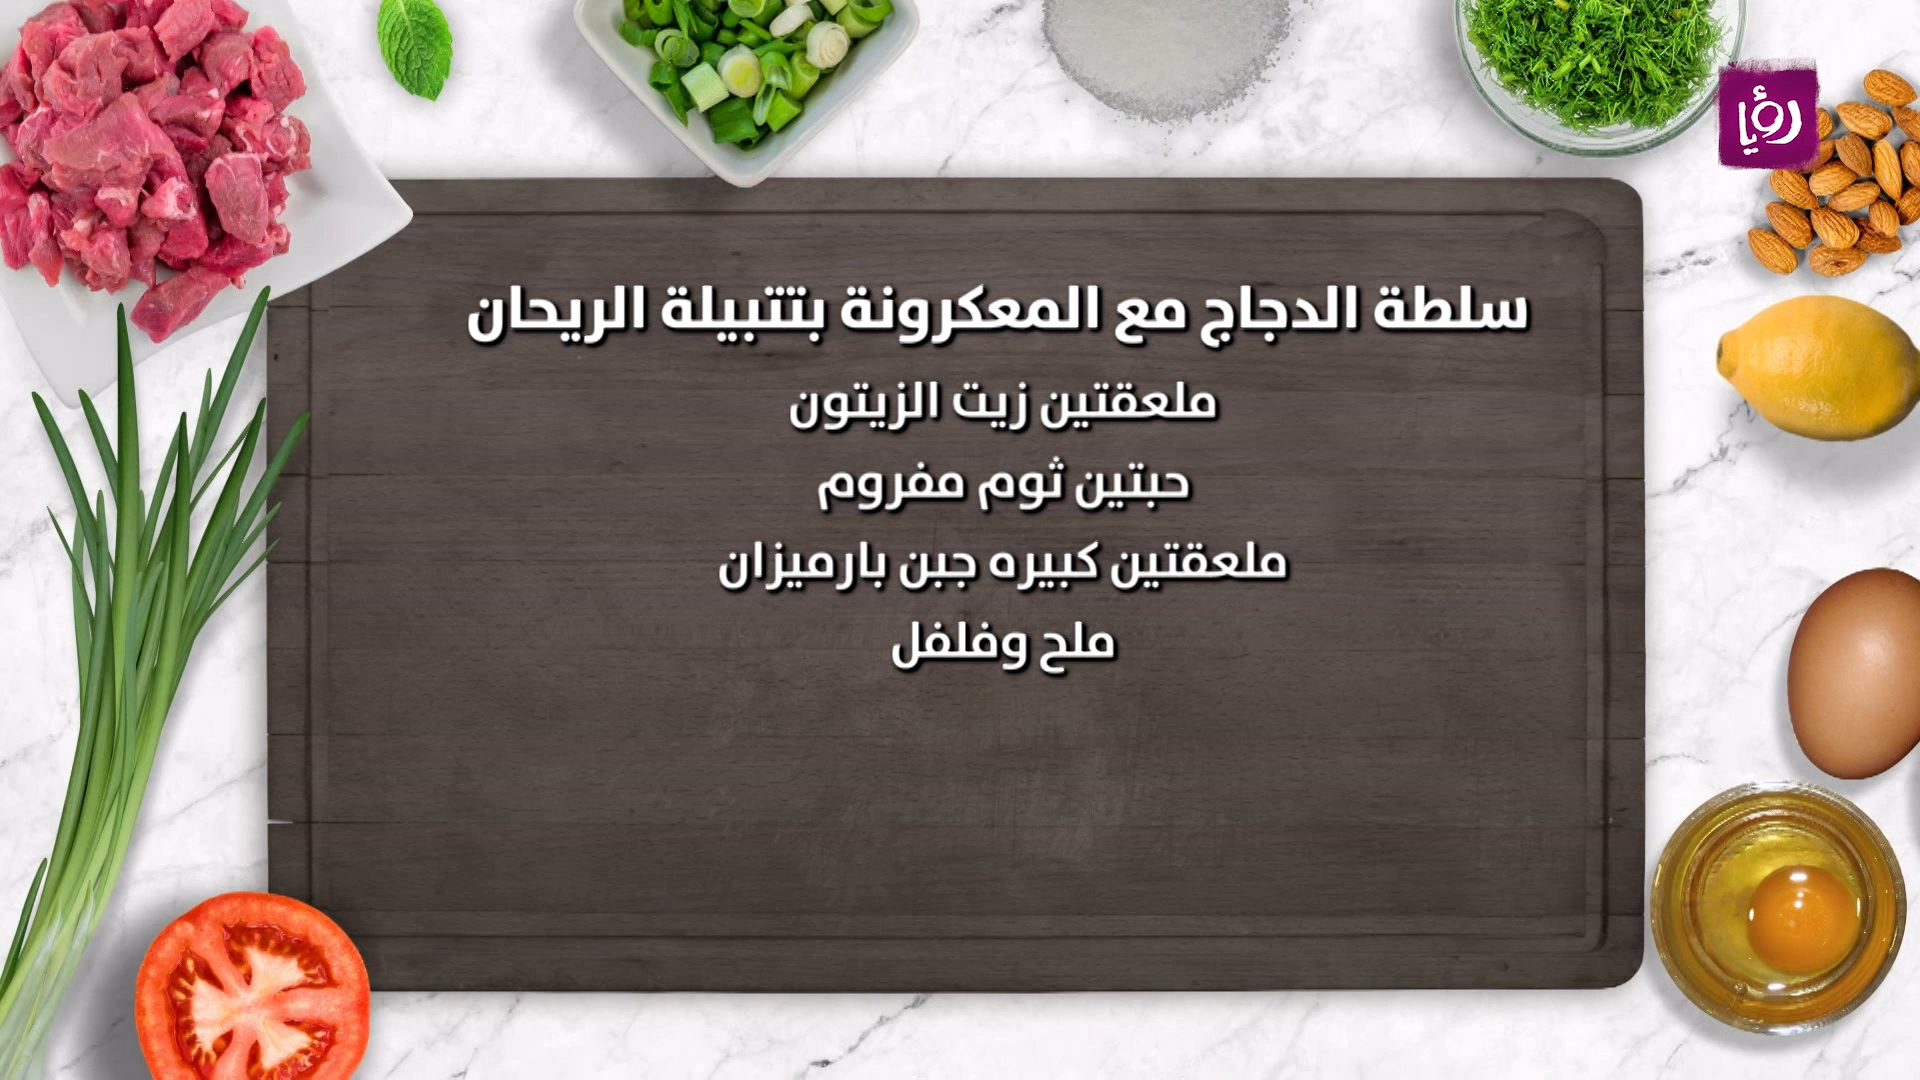 رؤيا
سلطة الدجاج مع المعكرونة بتتبيلة الريحان
ملعقتين زيت الزيتون
حبتين ثوم مفروم
ملعقتين كبيره جبن بارميزان
ملح وفلفل